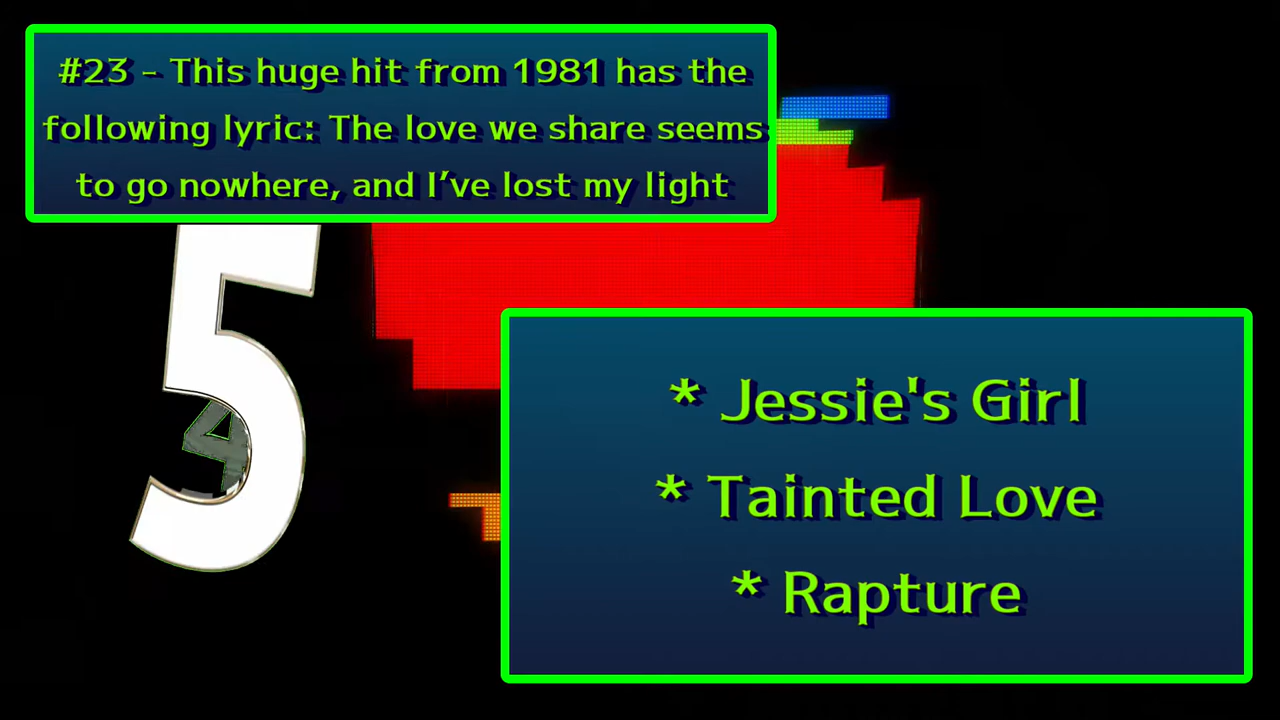 #23 - This huge hit from 1981 has the
following lyric: The love we share seems
to go nowhere, and I’ve lost my light
5
4
* Jessie's Girl
* Tainted Love
* Rapture